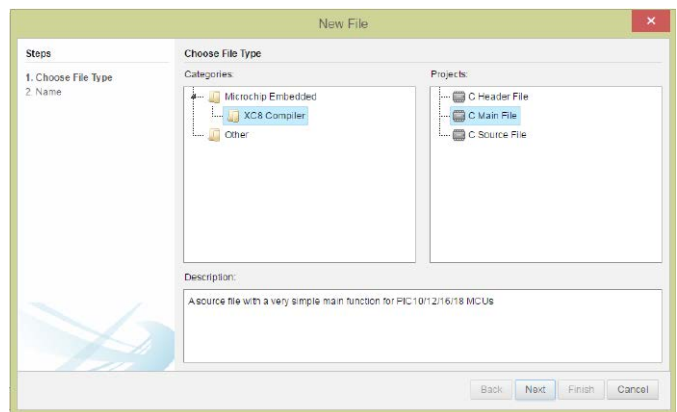 New File
Steps
1. Choose File Type
2. Name
Choose File Type
Categories:
Microchip Embedded
XC8 Compiler
Other
Projects:
C Header File
C Main File
C Source File
Description:
A source file with a very simple main function for PIC10/12/16/18 MCUs
Back Next Finish Cancel